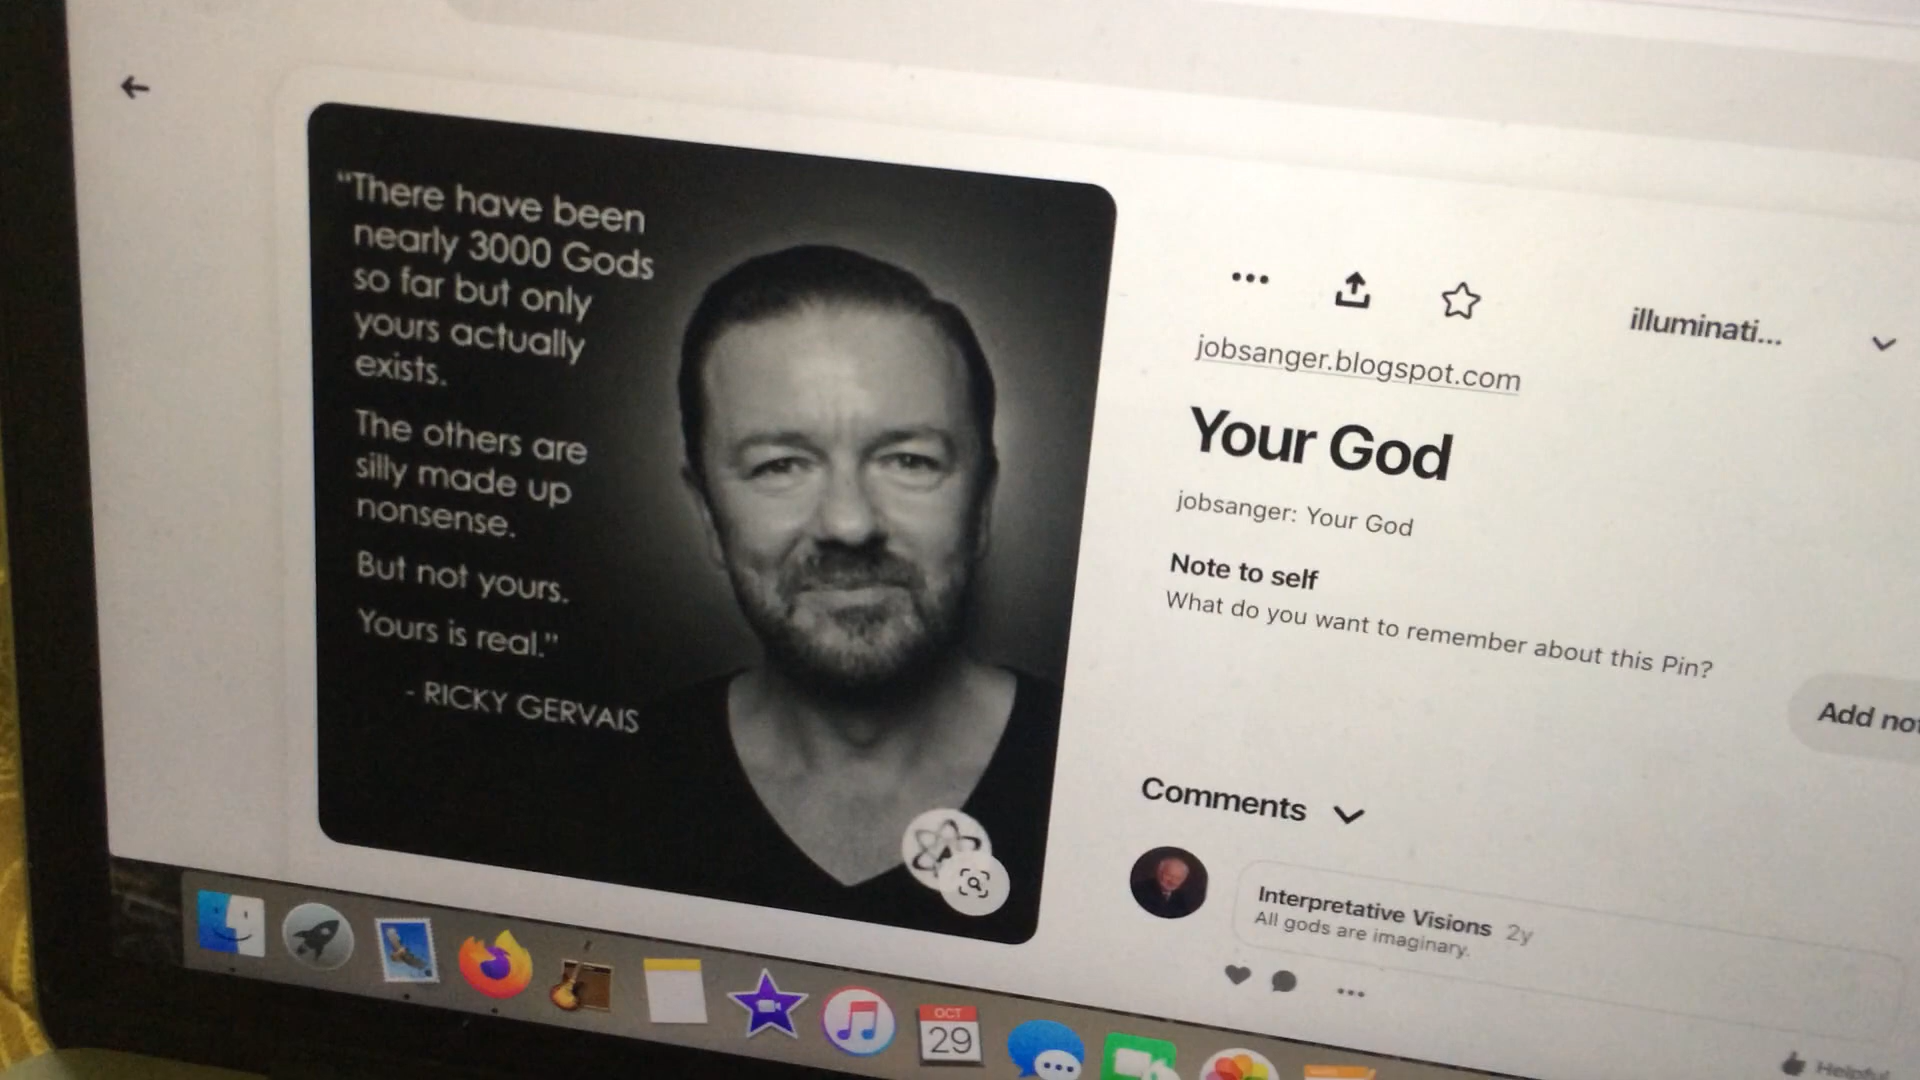 “There have been
nearly 3000 Gods
so far but only
yours actually
exists.
The others are
silly made up
nonsense.
But not yours.
Yours is real.”
- RICKY GERVAIS
illuminati...
jobsanger.blogspot.com
Your God
jobsanger: Your God
Note to self
What do you want to remember about this Pin?
Add not
Comments
Interpretative Visions 2y
All gods are imaginary.
Helpful
OCT
29